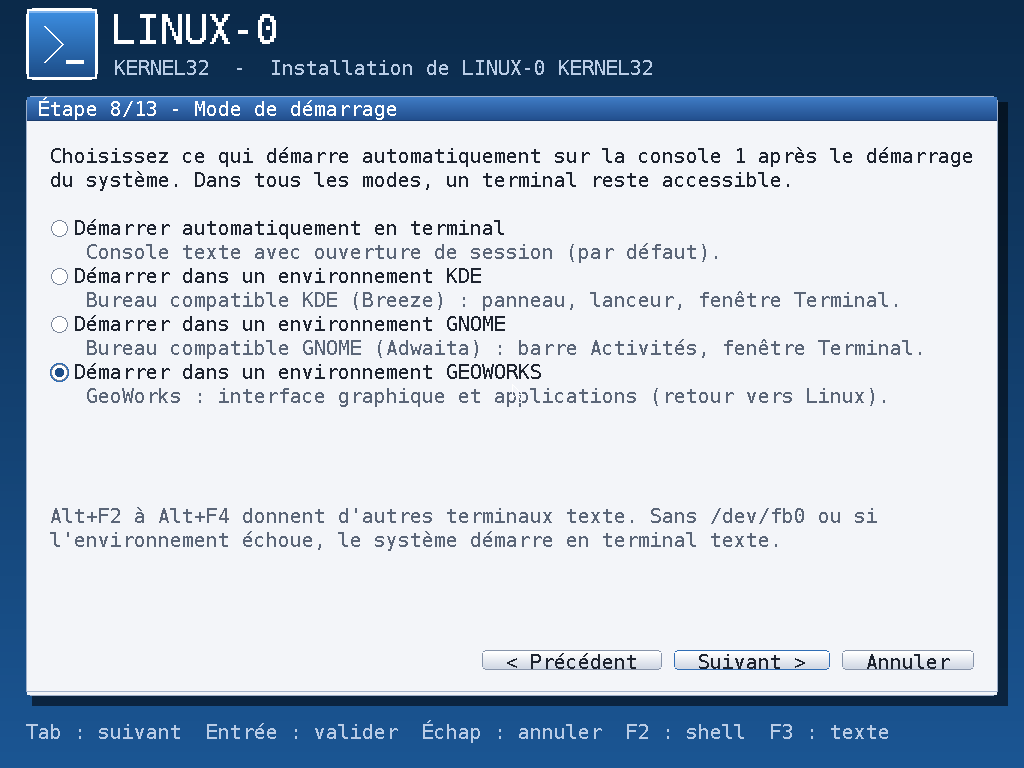 LINUX-0
KERNEL32 - Installation de LINUX-0 KERNEL32
Étape 8/13 - Mode de démarrage
Choisissez ce qui démarre automatiquement sur la console 1 après le démarrage
du système. Dans tous les modes, un terminal reste accessible.
Démarrer automatiquement en terminal
Console texte avec ouverture de session (par défaut).
Démarrer dans un environnement KDE
Bureau compatible KDE (Breeze) : panneau, lanceur, fenêtre Terminal.
Démarrer dans un environnement GNOME
Bureau compatible GNOME (Adwaita) : barre Activités, fenêtre Terminal.
Démarrer dans un environnement GEOWORKS
GeoWorks : interface graphique et applications (retour vers Linux).
Alt+F2 à Alt+F4 donnent d'autres terminaux texte. Sans /dev/fb0 ou si
l'environnement échoue, le système démarre en terminal texte.
< Précédent Suivant > Annuler
Tab : suivant Entrée : valider Échap : annuler F2 : shell F3 : texte